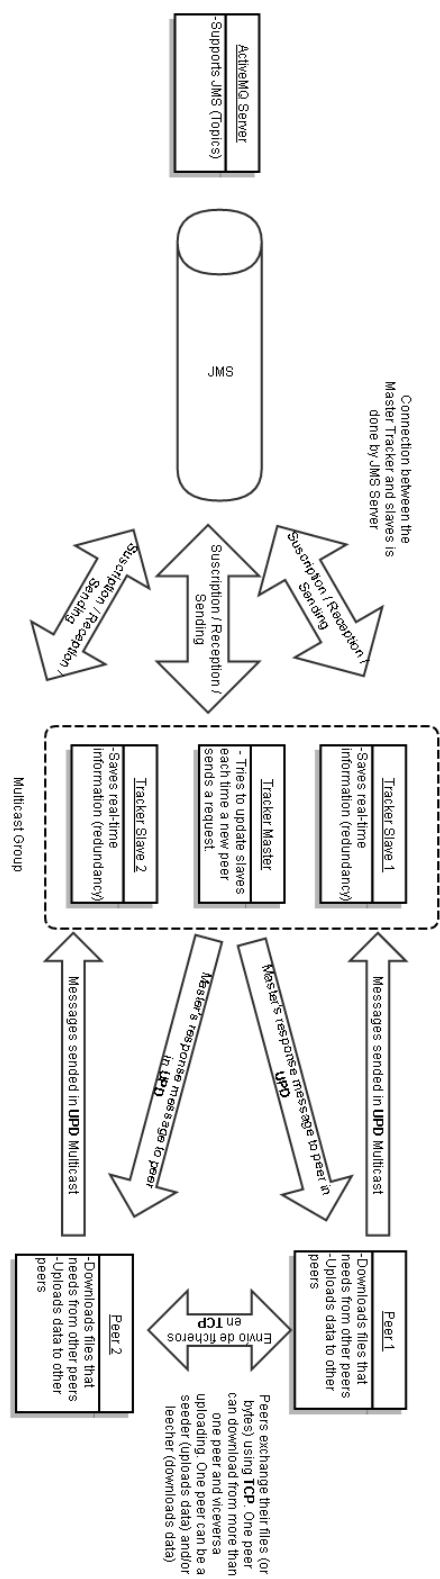 ActiveMQ Server
-Supports JMS (Topics)
JMS
Connection between the
Master Tracker and slaves is
done by JMS Server
Suscription / Reception /
Sending
Suscription / Reception /
Sending
Suscription / Reception /
Sending
Tracker Slave 1
-Saves real-time
information (redundancy)
Tracker Master
- Tries to update slaves
each time a new peer
sends a request.
Tracker Slave 2
-Saves real-time
information (redundancy)
Multicast Group
Messages sended in UPD Multicast
Master's response message to peer in
UPD
Master's response message to peer
in UPD
Messages sended in UPD Multicast
Peer 1
-Downloads files that
needs from other peers
-Uploads data to other
peers
Envio de ficheros
en TCP
Peer 2
-Downloads files that
needs from other peers
-Uploads data to other
peers
Peers exchange their files (or
bytes) using TCP. One peer
can download from more than
one peer and viceversa
uploading. One peer can be a
seeder (uploads data) and/or
leecher (downloads data)